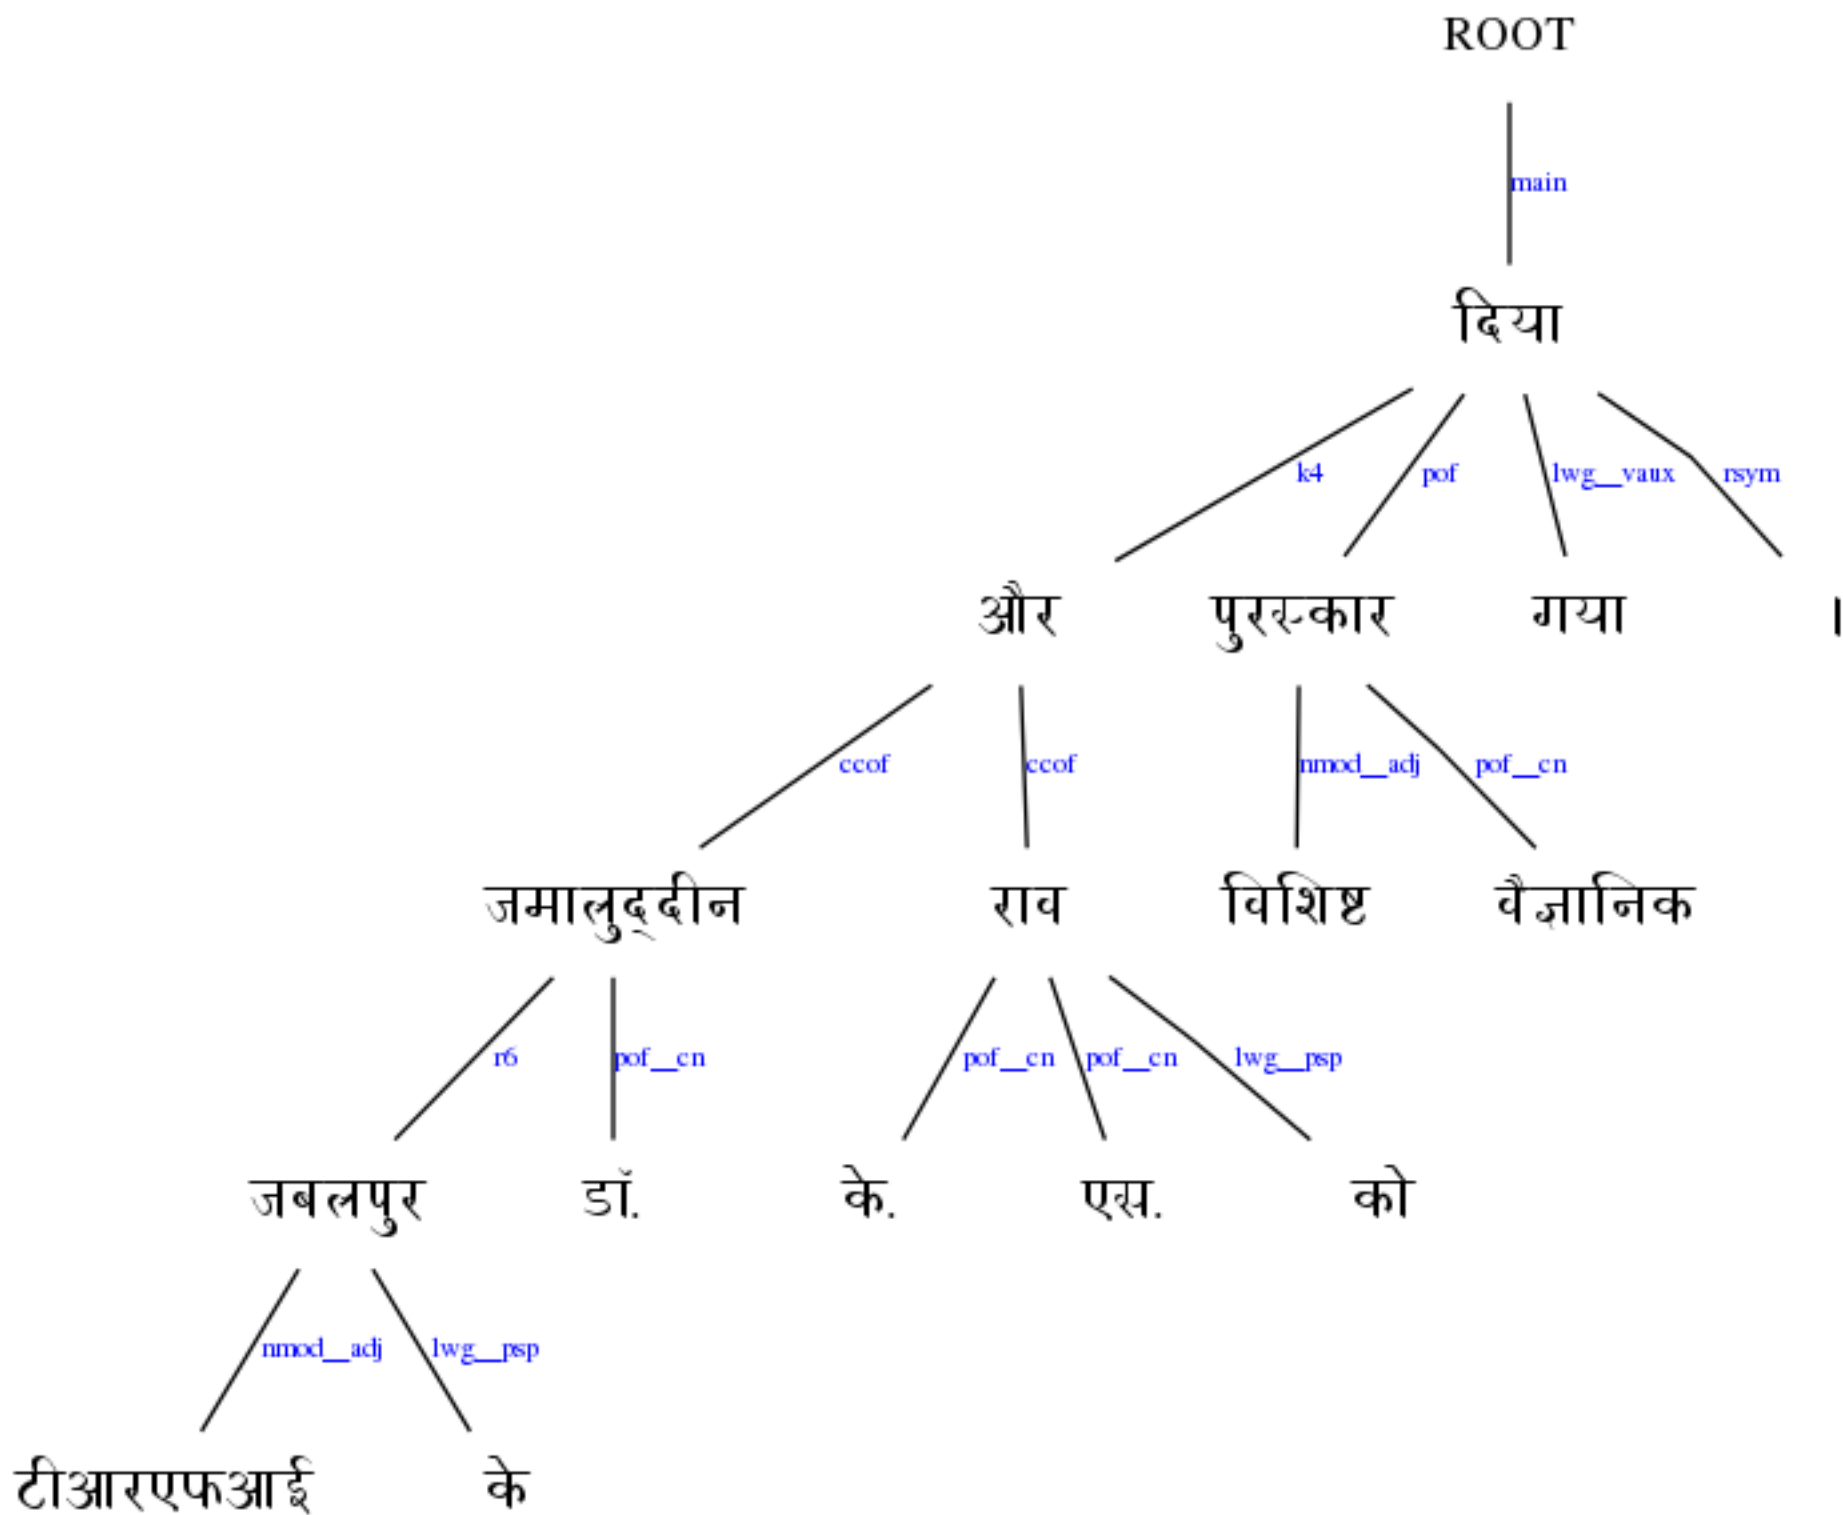 ROOT
main
दिया
k4 pof lwg__vaux rsym
और पुरस्कार गया ।
ccof ccof nmod__adj pof__cn
जमालुद्‌दीन राव विशिष्ट वैज्ञानिक
r6 pof__cn pof__cn pof__cn lwg__psp
जबलपुर डॉ. के. एस. को
nmod__adj lwg__psp
टीआरएफआई के